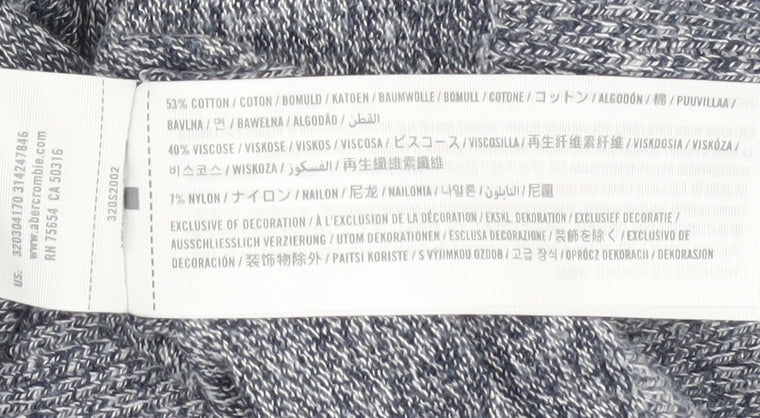 US: 320304170 314247846
www.abercrombie.com
RN 75654 CA 50316
320S2002
53% COTTON / COTON / BOMULD / KATOEN / BAUMWOLLE / BOMULL / COTONE / コットン / ALGODÓN / 棉 / PUUVILLAA /
BAVLNA / 면 / BAWEŁNA / ALGODÃO / القطن
40% VISCOSE / VISKOSE / VISKOS / VISCOSA / ビスコース / VISCOSILLA / 再生纤维素纤维 / VISKOOSIA / VISKÓZA /
비스코스 / WISKOZA / الفسكوز / 再生纖維素纖維
7% NYLON / ナイロン / NAILON / 尼龙 / NAILONIA / 나일론 / النايلون / 尼龍
EXCLUSIVE OF DECORATION / À L'EXCLUSION DE LA DÉCORATION / EKSKL. DEKORATION / EXCLUSIEF DECORATIE /
AUSSCHLIESSLICH VERZIERUNG / UTOM DEKORATIONEN / ESCLUSA DECORAZIONE / 装飾を除く / EXCLUSIVO DE
DECORACIÓN / 装饰物除外 / PAITSI KORISTE / S VÝJIMKOU OZDOB / 고급 장식 / OPRÓCZ DEKORACJI / DEKORASJON